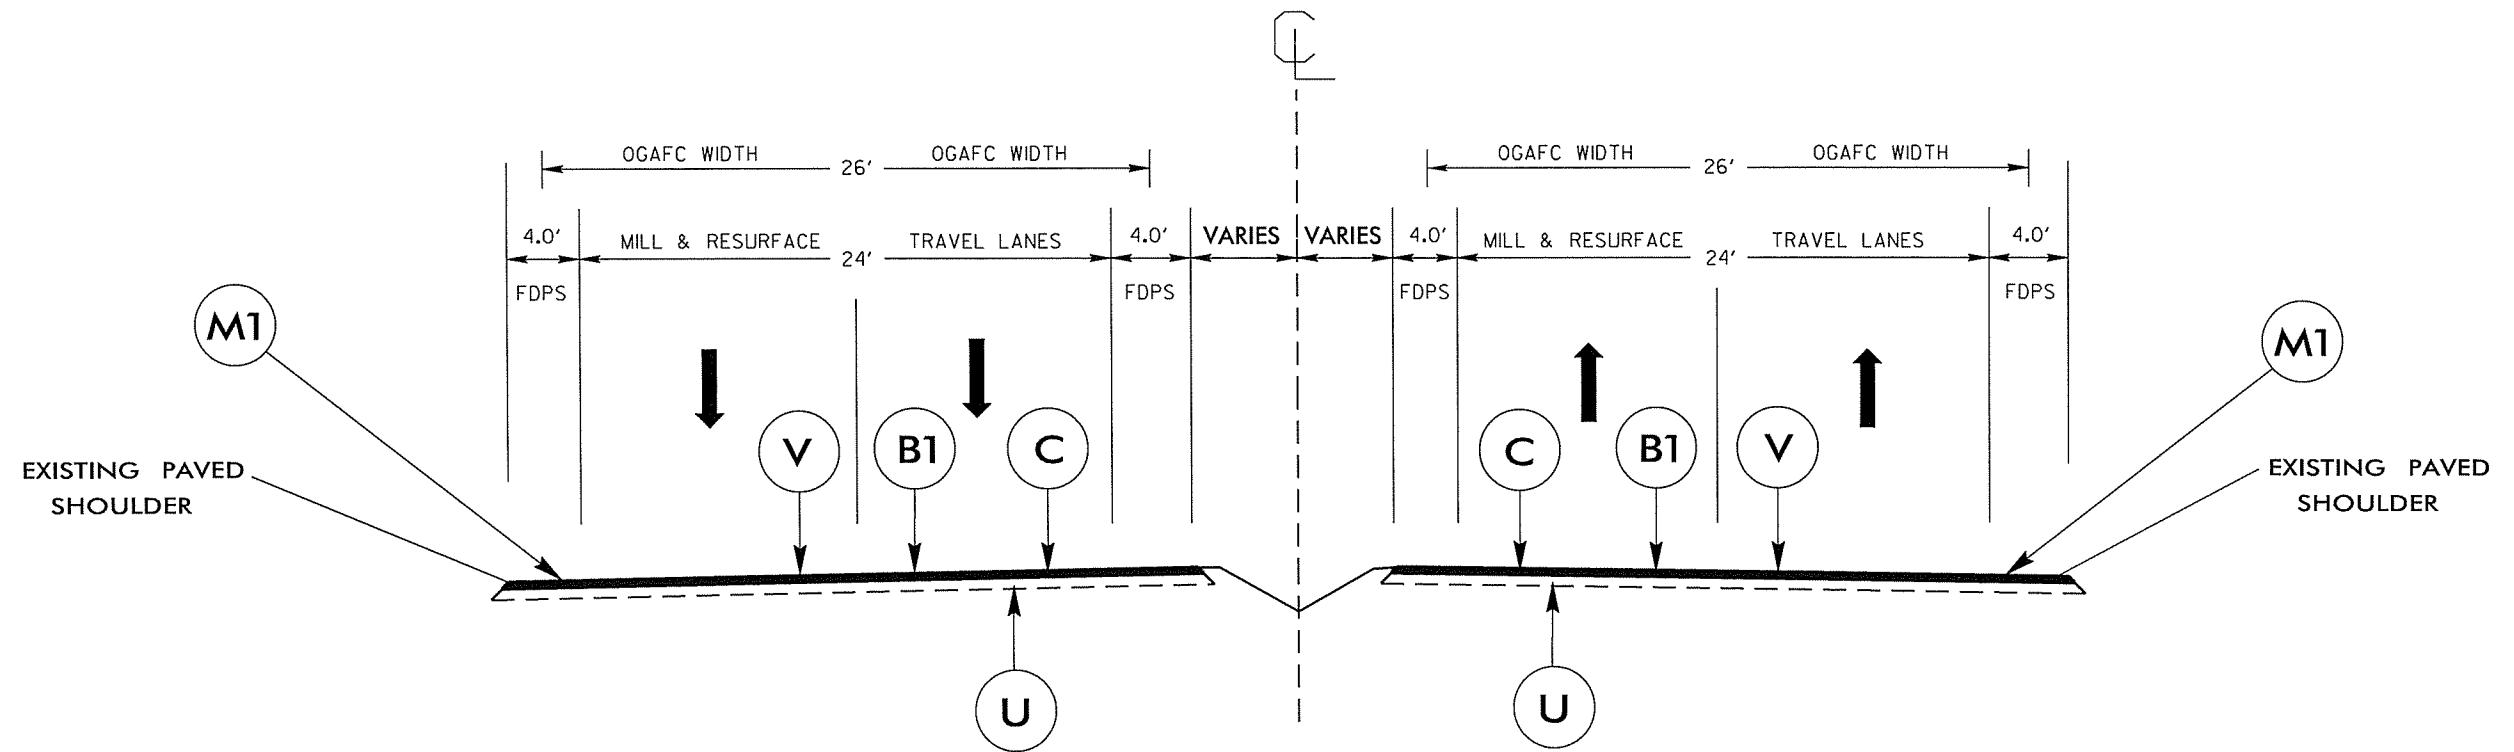 CL
OGAFC WIDTH 26' OGAFC WIDTH
OGAFC WIDTH 26' OGAFC WIDTH
4.0' MILL & RESURFACE 24' TRAVEL LANES 4.0' VARIES VARIES 4.0' MILL & RESURFACE 24' TRAVEL LANES 4.0'
FDPS FDPS FDPS FDPS
M1 M1
V B1 C C B1 V
EXISTING PAVED
SHOULDER
EXISTING PAVED
SHOULDER
U U